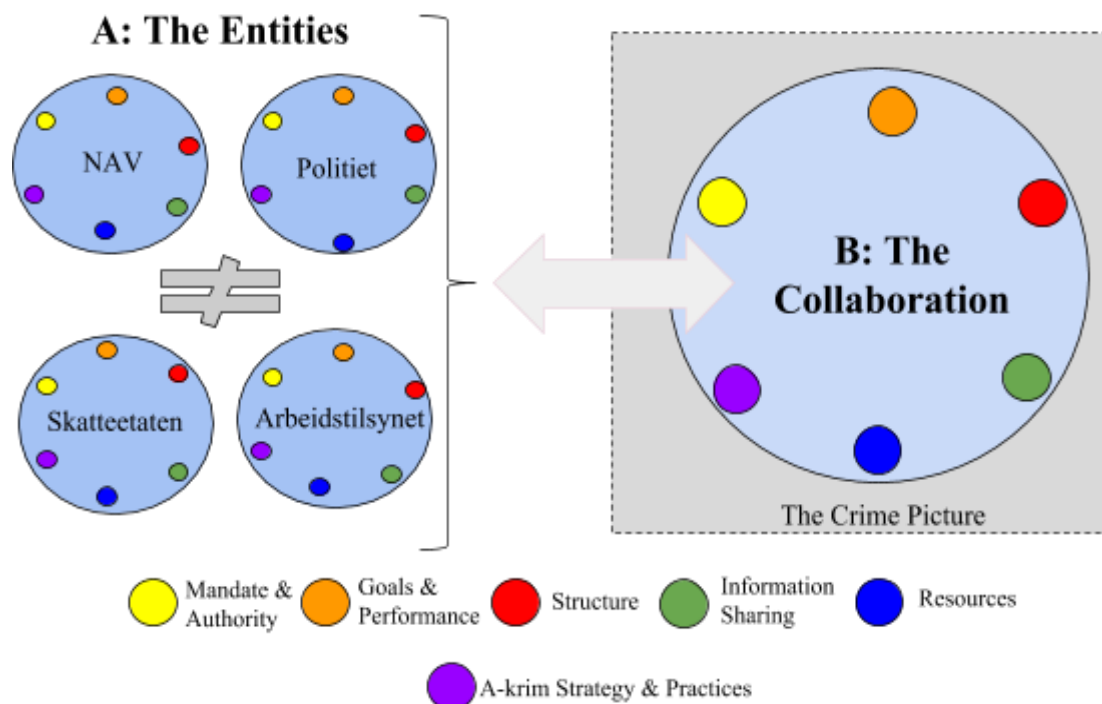 A: The Entities
NAV
Politiet
Skatteetaten
Arbeidstilsynet
B: The
Collaboration
The Crime Picture
Mandate &
Authority
Goals &
Performance
Structure
Information
Sharing
Resources
A-krim Strategy & Practices